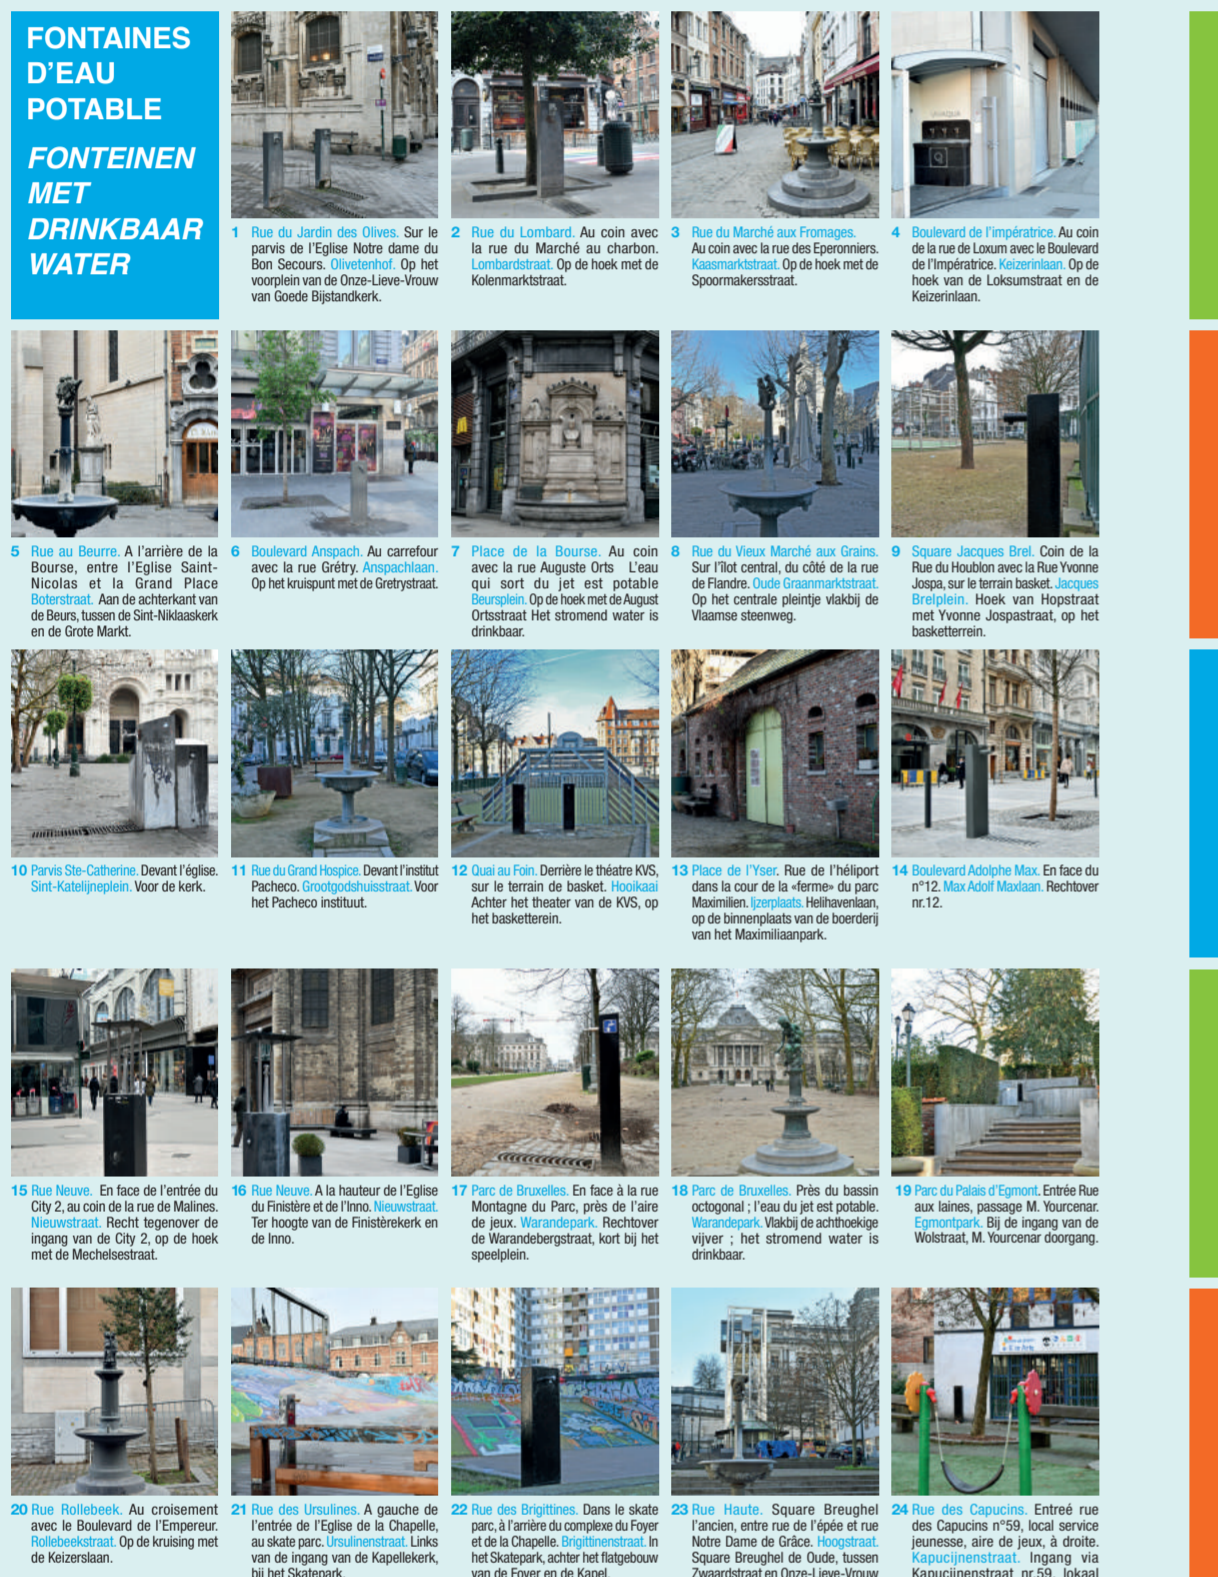 FONTAINES
D'EAU
POTABLE
FONTEINEN
MET
DRINKBAAR
WATER
1 Rue du Jardin des Olives. Sur le
parvis de l'Eglise Notre dame du
Bon Secours. Olivetenhof. Op het
voorplein van de Onze-Lieve-Vrouw
van Goede Bijstandkerk.
2 Rue du Lombard. Au coin avec
la rue du Marché au charbon.
Lombardstraat. Op de hoek met de
Kolenmarktstraat.
3 Rue du Marché aux Fromages.
Au coin avec la rue des Eperonniers.
Kaasmarktstraat. Op de hoek met de
Spoormakersstraat.
4 Boulevard de l'impératrice. Au coin
de la rue de Loxum avec le Boulevard
de l'Impératrice. Keizerinlaan. Op de
hoek van de Loksumstraat en de
Keizerinlaan.
5 Rue au Beurre. A l'arrière de la
Bourse, entre l'Eglise Saint-
Nicolas et la Grand Place
Boterstraat. Aan de achterkant van
de Beurs, tussen de Sint-Niklaaskerk
en de Grote Markt.
6 Boulevard Anspach. Au carrefour
avec la rue Grétry. Anspachlaan.
Op het kruispunt met de Gretrystraat.
7 Place de la Bourse. Au coin
avec la rue Auguste Orts L'eau
qui sort du jet est potable
Beursplein. Op de hoek met de August
Ortsstraat Het stromend water is
drinkbaar.
8 Rue du Vieux Marché aux Grains.
Sur l'îlot central, du côté de la rue
de Flandre. Oude Graanmarktstraat.
Op het centrale pleintje vlakbij de
Vlaamse steenweg.
9 Square Jacques Brel. Coin de la
Rue du Houblon avec la Rue Yvonne
Jospa, sur le terrain basket. Jacques
Brelplein. Hoek van Hopstraat
met Yvonne Jospastraat, op het
basketterrein.
10 Parvis Ste-Catherine. Devant l'église.
Sint-Katelijneplein. Voor de kerk.
11 Rue du Grand Hospice. Devant l'institut
Pacheco. Grootgodshuisstraat. Voor
het Pacheco instituut.
12 Quai au Foin. Derrière le théatre KVS,
sur le terrain de basket. Hooikaai
Achter het theater van de KVS, op
het basketterein.
13 Place de l'Yser. Rue de l'héliport
dans la cour de la «ferme» du parc
Maximilien. Ijzerplaats. Helihavenlaan,
op de binnenplaats van de boerderij
van het Maximiliaanpark.
14 Boulevard Adolphe Max. En face du
n°12. Max Adolf Maxlaan. Rechtover
nr.12.
15 Rue Neuve. En face de l'entrée du
City 2, au coin de la rue de Malines.
Nieuwstraat. Recht tegenover de
ingang van de City 2, op de hoek
met de Mechelsestraat.
16 Rue Neuve. A la hauteur de l'Eglise
du Finistère et de l'Inno. Nieuwstraat.
Ter hoogte van de Finistèrekerk en
de Inno.
17 Parc de Bruxelles. En face à la rue
Montagne du Parc, près de l'aire
de jeux. Warandepark. Rechtover
de Warandebergstraat, kort bij het
speelplein.
18 Parc de Bruxelles. Près du bassin
octogonal ; l'eau du jet est potable.
Warandepark. Vlakbij de achthoekige
vijver ; het stromend water is
drinkbaar.
19 Parc du Palais d'Egmont. Entrée Rue
aux laines, passage M. Yourcenar.
Egmontpark. Bij de ingang van de
Wolstraat, M. Yourcenar doorgang.
20 Rue Rollebeek. Au croisement
avec le Boulevard de l'Empereur.
Rollebeekstraat. Op de kruising met
de Keizerslaan.
21 Rue des Ursulines. A gauche de
l'entrée de l'Eglise de la Chapelle,
au skate parc. Ursulinenstraat. Links
van de ingang van de Kapellekerk,
bij het Skatepark.
22 Rue des Brigittines. Dans le skate
parc, à l'arrière du complexe du Foyer
et de la Chapelle. Brigittinenstraat. In
het Skatepark, achter het flatgebouw
van de Foyer en de Kapel.
23 Rue Haute. Square Breughel
l'ancien, entre rue de l'épée et rue
Notre Dame de Grâce. Hoogstraat.
Square Breughel de Oude, tussen
Zwaardstraat en Onze-Lieve-Vrouw
24 Rue des Capucins. Entreé rue
des Capucins n°59, local service
jeunesse, aire de jeux, à droite.
Kapucijnenstraat. Ingang via
Kapucijnenstraat nr.59, lokaal